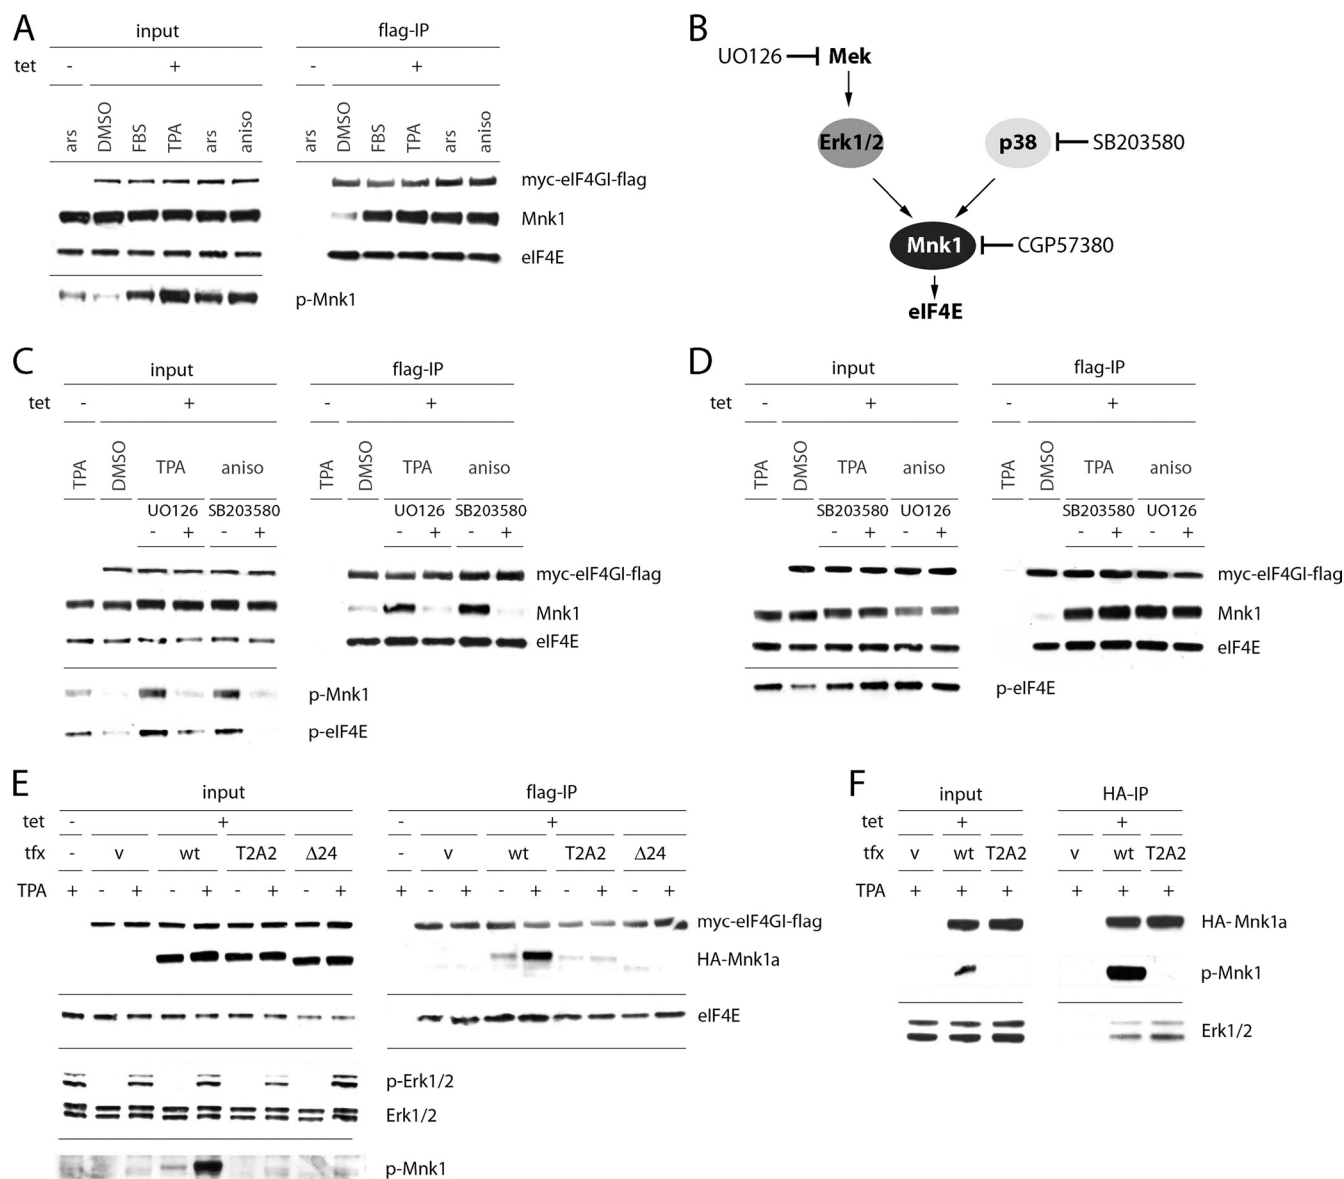 A
input
flag-IP
tet
-
+
-
+
ars
DMSO
FBS
TPA
ars
aniso
ars
DMSO
FBS
TPA
ars
aniso
myc-eIF4GI-flag
Mnk1
eIF4E
p-Mnk1
B
UO126
Mek
Erk1/2
p38
SB203580
Mnk1
CGP57380
eIF4E
C
input
flag-IP
tet
-
+
-
+
TPA
DMSO
TPA
aniso
TPA
DMSO
TPA
aniso
UO126 SB203580
UO126 SB203580
- + - +
- + - +
myc-eIF4GI-flag
Mnk1
eIF4E
p-Mnk1
p-eIF4E
D
input
flag-IP
tet
-
+
-
+
TPA
DMSO
TPA
aniso
TPA
DMSO
TPA
aniso
SB203580 UO126
SB203580 UO126
- + - +
- + - +
myc-eIF4GI-flag
Mnk1
eIF4E
p-eIF4E
E
input
flag-IP
tet - + - +
tfx - v wt T2A2 Δ24 - v wt T2A2 Δ24
TPA + - + - + - + - + + - + - + - + - +
myc-eIF4GI-flag
HA-Mnk1a
eIF4E
p-Erk1/2
Erk1/2
p-Mnk1
F
input
HA-IP
tet + +
tfx v wt T2A2 v wt T2A2
TPA + + + + + +
HA-Mnk1a
p-Mnk1
Erk1/2